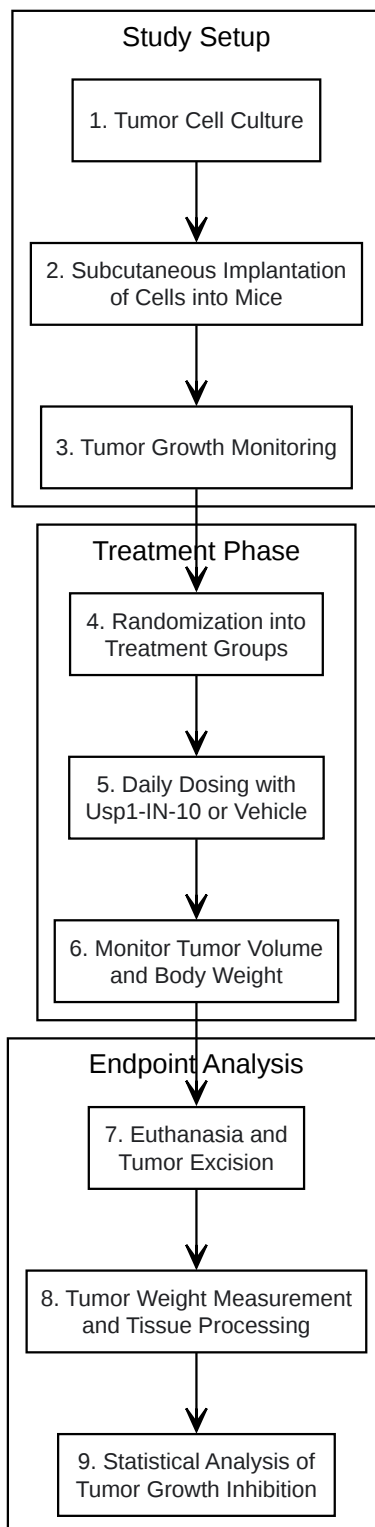 Study Setup
1. Tumor Cell Culture
2. Subcutaneous Implantation
of Cells into Mice
3. Tumor Growth Monitoring
Treatment Phase
4. Randomization into
Treatment Groups
5. Daily Dosing with
Usp1-IN-10 or Vehicle
6. Monitor Tumor Volume
and Body Weight
Endpoint Analysis
7. Euthanasia and
Tumor Excision
8. Tumor Weight Measurement
and Tissue Processing
9. Statistical Analysis of
Tumor Growth Inhibition